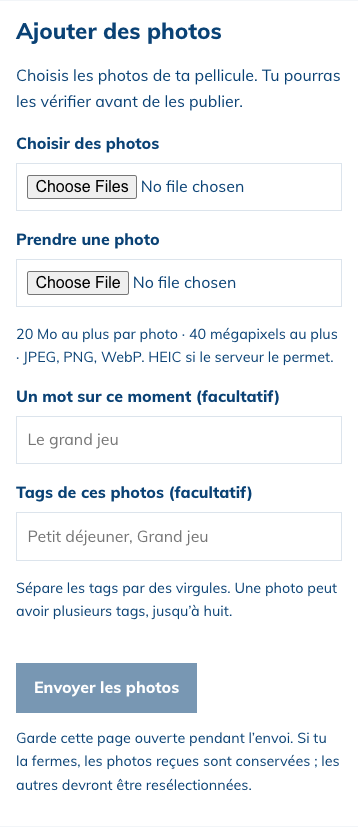 Ajouter des photos
Choisis les photos de ta pellicule. Tu pourras
les vérifier avant de les publier.
Choisir des photos
Choose Files No file chosen
Prendre une photo
Choose File No file chosen
20 Mo au plus par photo · 40 mégapixels au plus
· JPEG, PNG, WebP. HEIC si le serveur le permet.
Un mot sur ce moment (facultatif)
Le grand jeu
Tags de ces photos (facultatif)
Petit déjeuner, Grand jeu
Sépare les tags par des virgules. Une photo peut
avoir plusieurs tags, jusqu’à huit.
Envoyer les photos
Garde cette page ouverte pendant l’envoi. Si tu
la fermes, les photos reçues sont conservées ; les
autres devront être resélectionnées.